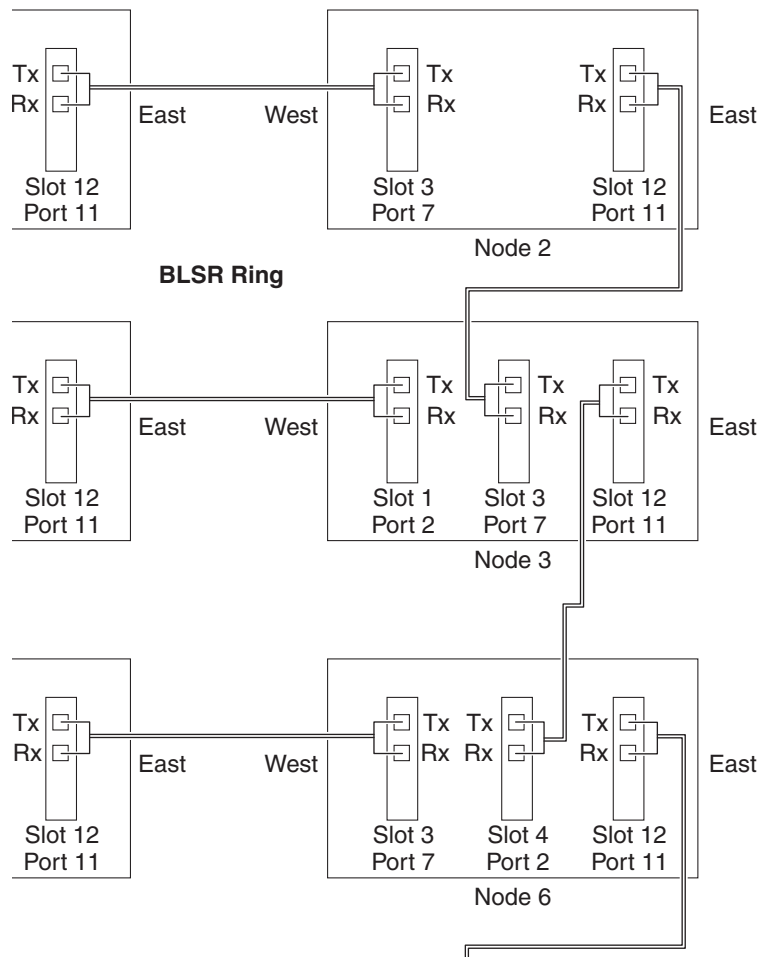 Tx Tx Tx
Rx East West Rx Rx East
Slot 12 Slot 3 Slot 12
Port 11 Port 7 Port 11
Node 2
BLSR Ring
Tx Tx Tx Tx
Rx East West Rx Rx Rx East
Slot 12 Slot 1 Slot 3 Slot 12
Port 11 Port 2 Port 7 Port 11
Node 3
Tx Tx Tx Tx
Rx East West Rx Rx Rx East
Slot 12 Slot 3 Slot 4 Slot 12
Port 11 Port 7 Port 2 Port 11
Node 6